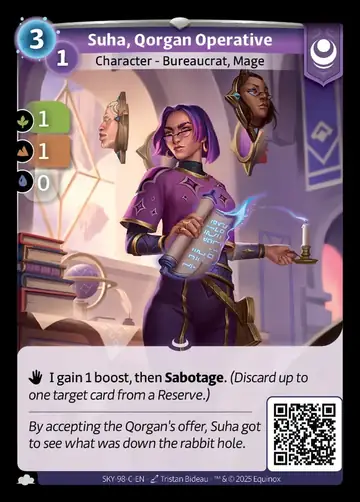 3
1
Suha, Qorgan Operative
Character - Bureaucrat, Mage
1
1
0
I gain 1 boost, then Sabotage. (Discard up to
one target card from a Reserve.)
By accepting the Qorgan's offer, Suha got
to see what was down the rabbit hole.
SKY-98-C-EN - Tristan Bideau - ™ & © 2025 Equinox